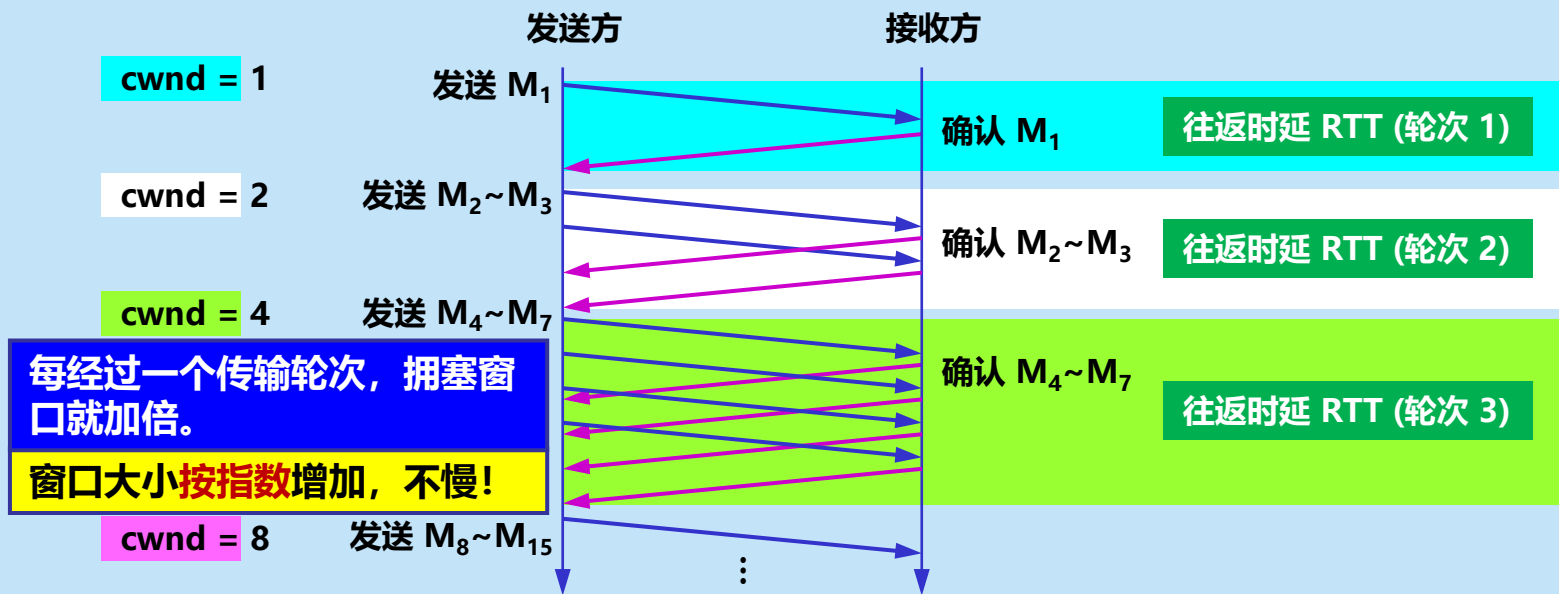 发送方 接收方
cwnd = 1 发送 M₁
确认 M₁ 往返时延 RTT (轮次 1)
cwnd = 2 发送 M₂~M₃
确认 M₂~M₃ 往返时延 RTT (轮次 2)
cwnd = 4 发送 M₄~M₇
确认 M₄~M₇ 往返时延 RTT (轮次 3)
每经过一个传输轮次，拥塞窗
口就加倍。
窗口大小按指数增加，不慢！
cwnd = 8 发送 M₈~M₁₅
⋮